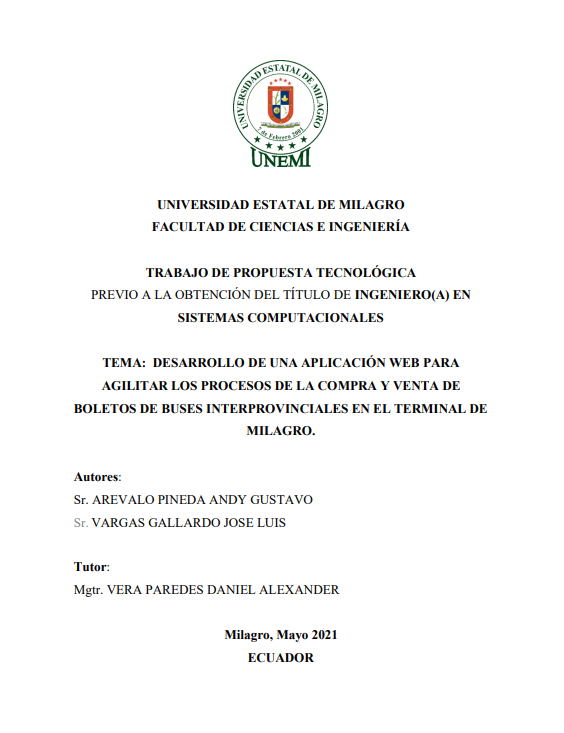 UNIVERSIDAD ESTATAL DE MILAGRO
7 de Febrero 2001
UNEMI
UNIVERSIDAD ESTATAL DE MILAGRO
FACULTAD DE CIENCIAS E INGENIERÍA
TRABAJO DE PROPUESTA TECNOLÓGICA
PREVIO A LA OBTENCIÓN DEL TÍTULO DE INGENIERO(A) EN
SISTEMAS COMPUTACIONALES
TEMA: DESARROLLO DE UNA APLICACIÓN WEB PARA
AGILITAR LOS PROCESOS DE LA COMPRA Y VENTA DE
BOLETOS DE BUSES INTERPROVINCIALES EN EL TERMINAL DE
MILAGRO.
Autores:
Sr. AREVALO PINEDA ANDY GUSTAVO
Sr. VARGAS GALLARDO JOSE LUIS
Tutor:
Mgtr. VERA PAREDES DANIEL ALEXANDER
Milagro, Mayo 2021
ECUADOR